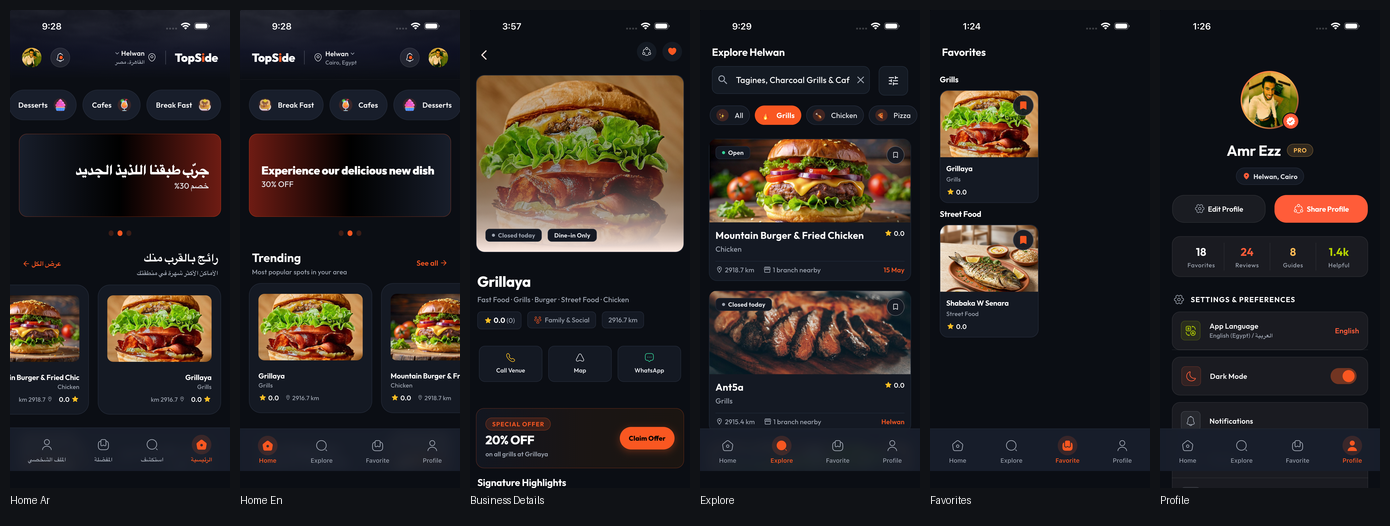 9:28
Helwan
القاهرة، مصر
TopSide
Desserts
Cafes
Break Fast
جرّب طبقنا اللذيذ الجديد
خصم 30%
رائج بالقرب منك
عرض الكل ←
الأماكن الأكثر شهرة في منطقتك
n Burger & Fried Chic
Chicken
km 2918.7
0.0
Grillaya
Grills
km 2916.7
0.0
الملف الشخصي
المفضلة
استكشف
الرئيسية
Home Ar
9:28
TopSide
Helwan
Cairo, Egypt
Break Fast
Cafes
Desserts
Experience our delicious new dish
30% OFF
Trending
See all →
Most popular spots in your area
Grillaya
Grills
0.0
2916.7 km
Mountain Burger & Fr
Chicken
0.0
2918.7 km
Home
Explore
Favorite
Profile
Home En
3:57
Closed today
Dine-in Only
Grillaya
Fast Food · Grills · Burger · Street Food · Chicken
0.0 (0)
Family & Social
2916.7 km
Call Venue
Map
WhatsApp
SPECIAL OFFER
20% OFF
on all grills at Grillaya
Claim Offer
Signature Highlights
Business Details
9:29
Explore Helwan
Tagines, Charcoal Grills & Caf
All
Grills
Chicken
Pizza
Open
Mountain Burger & Fried Chicken
0.0
Chicken
2918.7 km
1 branch nearby
15 May
Closed today
Ant5a
0.0
Grills
2915.4 km
1 branch nearby
Helwan
Home
Explore
Favorite
Profile
Explore
1:24
Favorites
Grills
Grillaya
Grills
0.0
Street Food
Shabaka W Senara
Street Food
0.0
Home
Explore
Favorite
Profile
Favorites
1:26
Amr Ezz
PRO
Helwan, Cairo
Edit Profile
Share Profile
18
24
8
1.4k
Favorites
Reviews
Guides
Helpful
SETTINGS & PREFERENCES
App Language
English (Egypt) / العربية
English
Dark Mode
Notifications
Home
Explore
Favorite
Profile
Profile